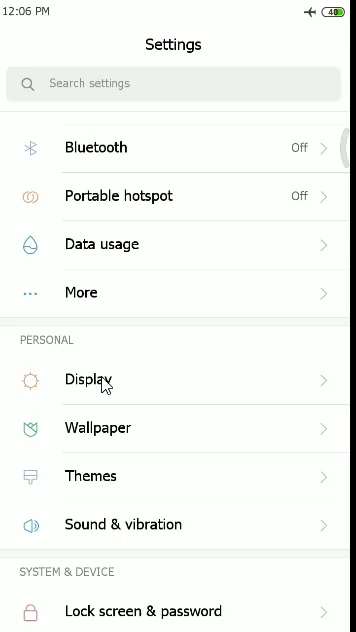 12:06 PM
40
Settings
Search settings
Bluetooth Off
Portable hotspot Off
Data usage
More
PERSONAL
Display
Wallpaper
Themes
Sound & vibration
SYSTEM & DEVICE
Lock screen & password